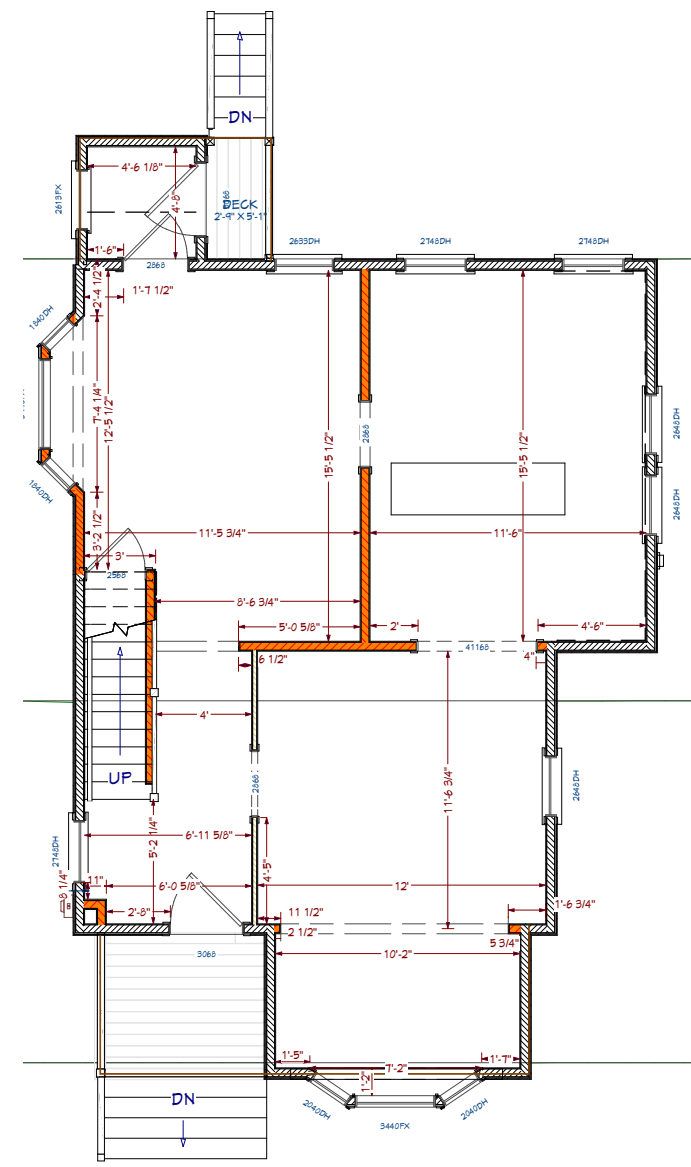 DN
4'-6 1/8"
4'-8"
2613FX
DECK
2'-9" X 5'-1"
1'-6"
2868
2633DH
2748DH
2748DH
2'-4 1/2"
1'-7 1/2"
1840DH
7'-4 1/4"
12'-5 1/2"
15'-5 1/2"
2868
15'-5 1/2"
2648DH
2648DH
1840DH
3'-2 1/2"
11'-5 3/4"
11'-6"
3'
2568
8'-6 3/4"
5'-0 5/8"
2'
4'-6"
41168
6 1/2"
4"
4'
11'-6 3/4"
UP
2868
2648DH
5'-2 1/4"
6'-11 5/8"
2748DH
4'-5"
11"
8 1/4"
6'-0 5/8"
12'
2'-8"
11 1/2"
1'-6 3/4"
2 1/2"
5 3/4"
3068
10'-2"
1'-5"
7'-2"
1'-7"
1'-2"
DN
2040DH
3440FX
2040DH